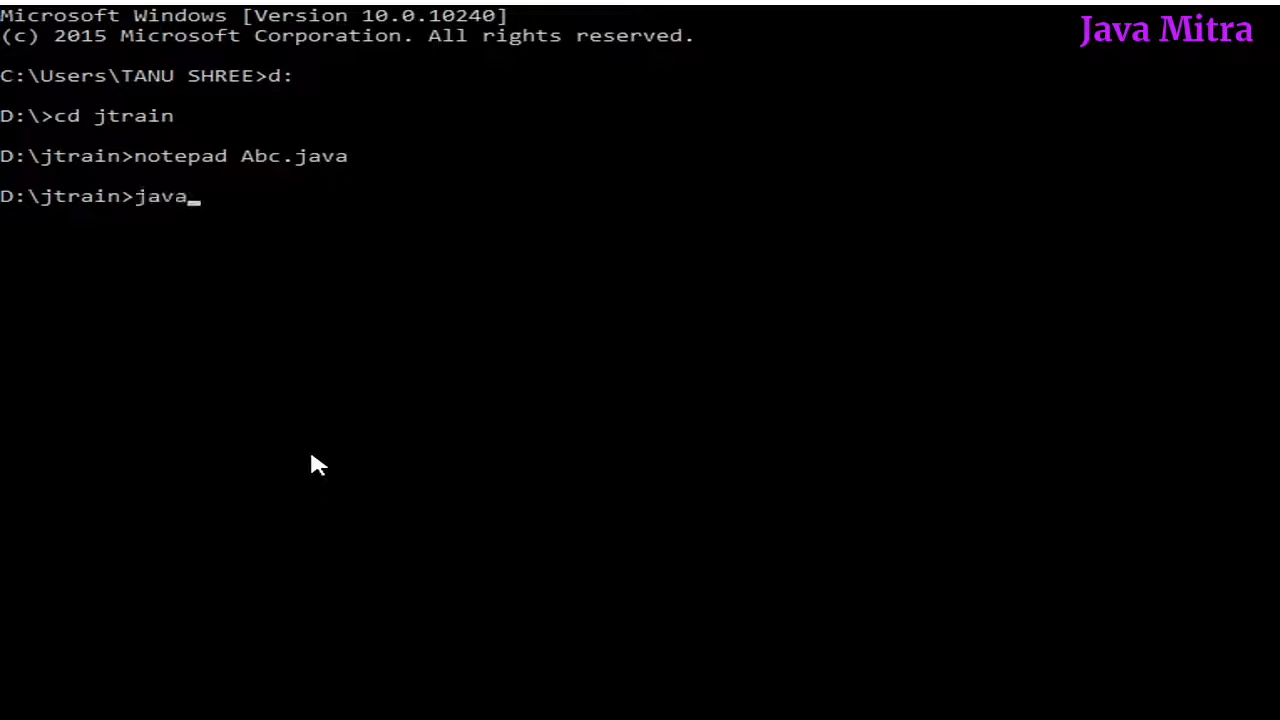 Microsoft Windows [Version 10.0.10240]
(c) 2015 Microsoft Corporation. All rights reserved.
Java Mitra
C:\Users\TANU SHREE>d:
D:\>cd jtrain
D:\jtrain>notepad Abc.java
D:\jtrain>java_